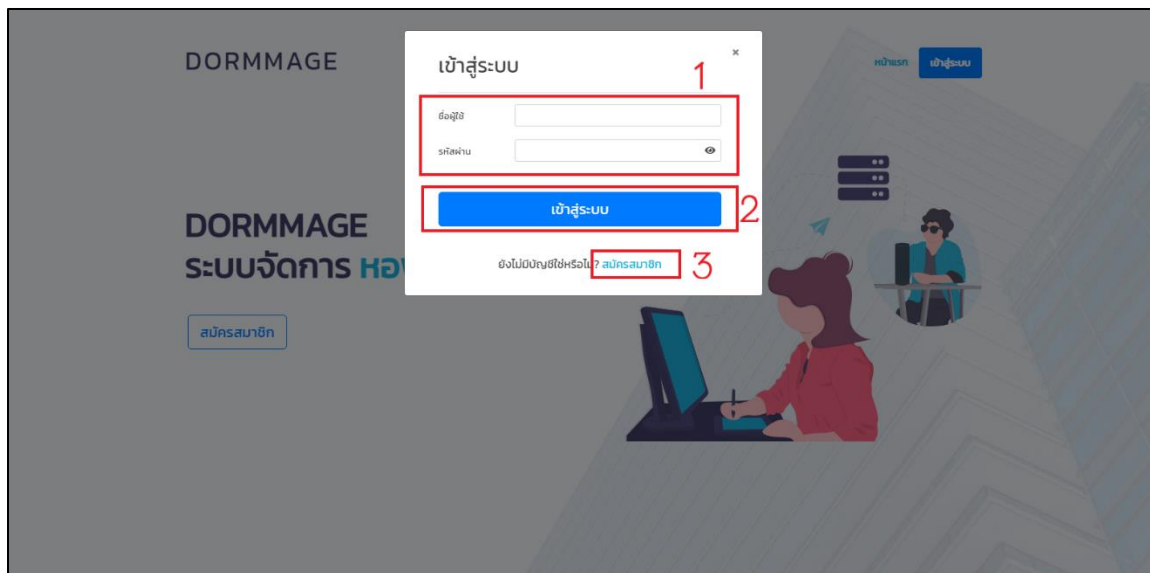 DORMMAGE
หน้าแรก เข้าสู่ระบบ
เข้าสู่ระบบ
×
1
ชื่อผู้ใช้
รหัสผ่าน
เข้าสู่ระบบ
2
ยังไม่มีบัญชีใช่หรือไม่? สมัครสมาชิก
3
DORMMAGE
ระบบจัดการ
สมัครสมาชิก